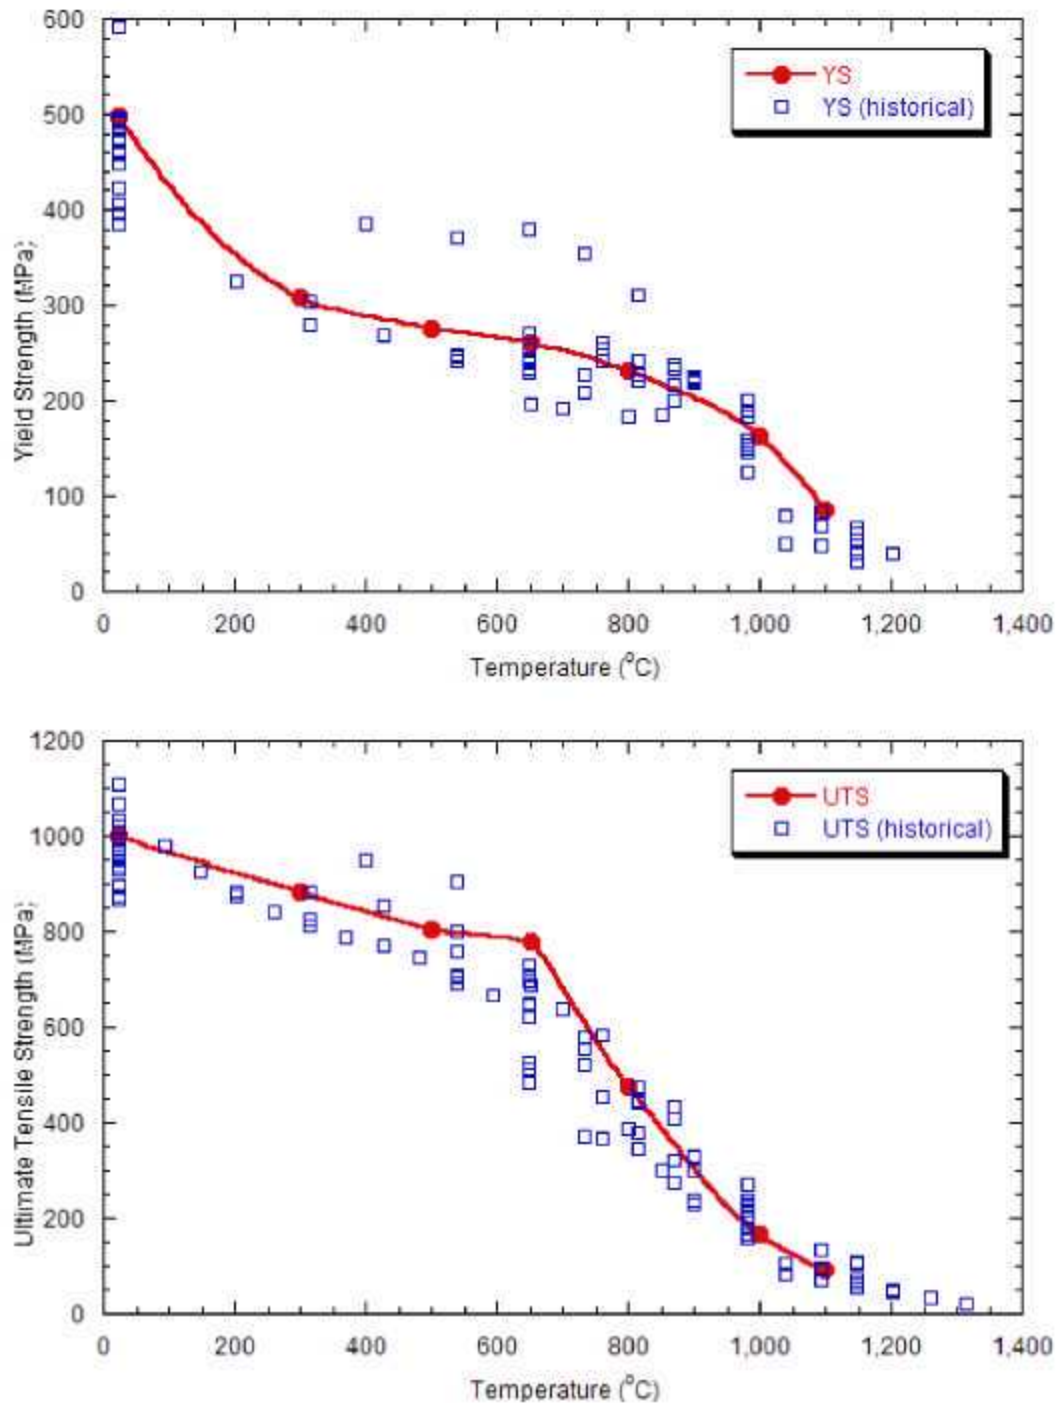 600
500
400
300
200
100
0
Yield Strength (MPa)
YS
YS (historical)
0 200 400 600 800 1,000 1,200 1,400
Temperature (°C)
1200
1000
800
600
400
200
0
Ultimate Tensile Strength (MPa)
UTS
UTS (historical)
0 200 400 600 800 1,000 1,200 1,400
Temperature (°C)